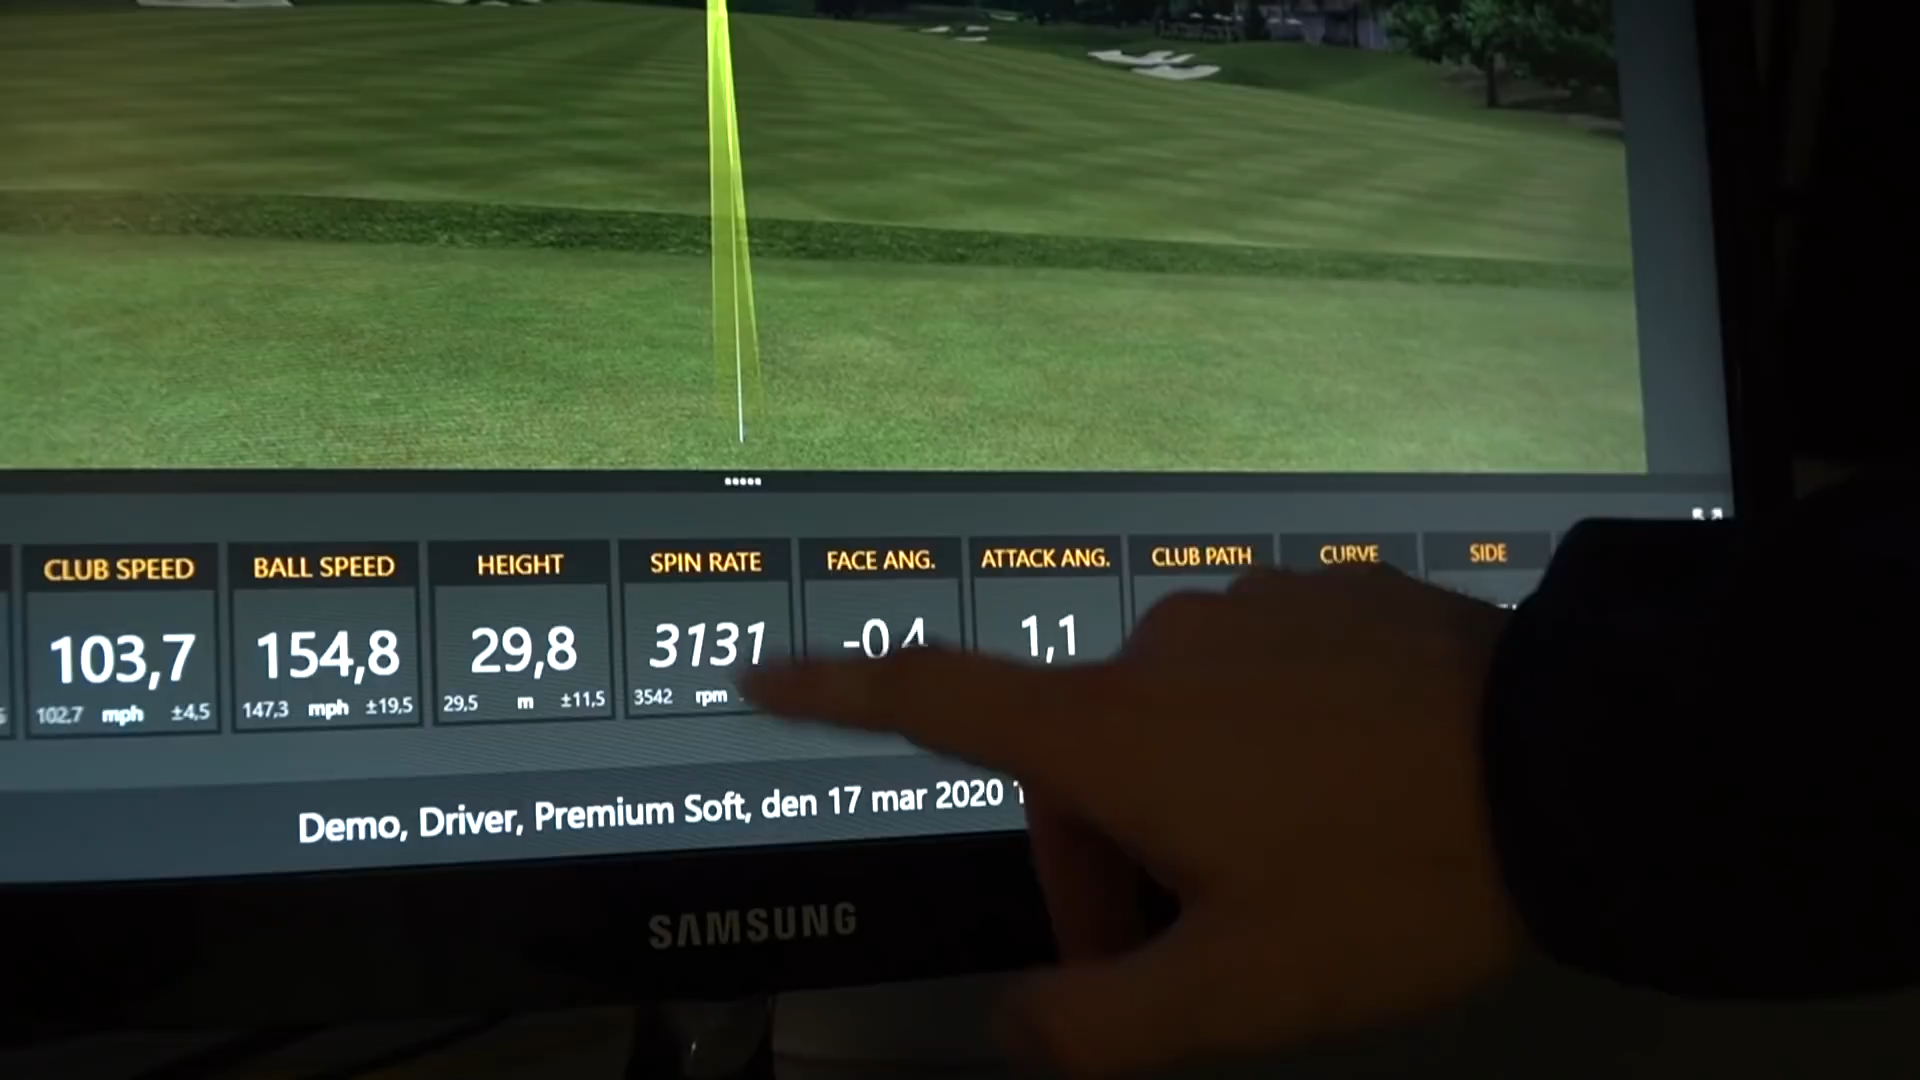 CLUB SPEED BALL SPEED HEIGHT SPIN RATE FACE ANG. ATTACK ANG. CLUB PATH CURVE SIDE
103,7 154,8 29,8 3131 1,1
102,7 mph ±4,5 147,3 mph ±19,5 29,5 m ±11,5 3542 rpm
Demo, Driver, Premium Soft, den 17 mar 2020
SAMSUNG